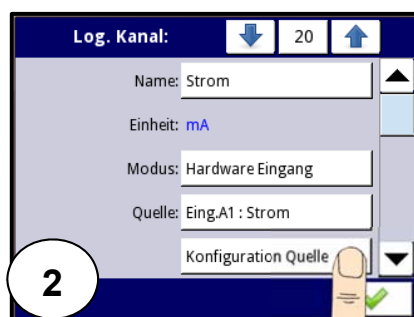 Log. Kanal: 20
Name: Strom
Einheit: mA
Modus: Hardware Eingang
Quelle: Eing.A1 : Strom
Konfiguration Quelle
2